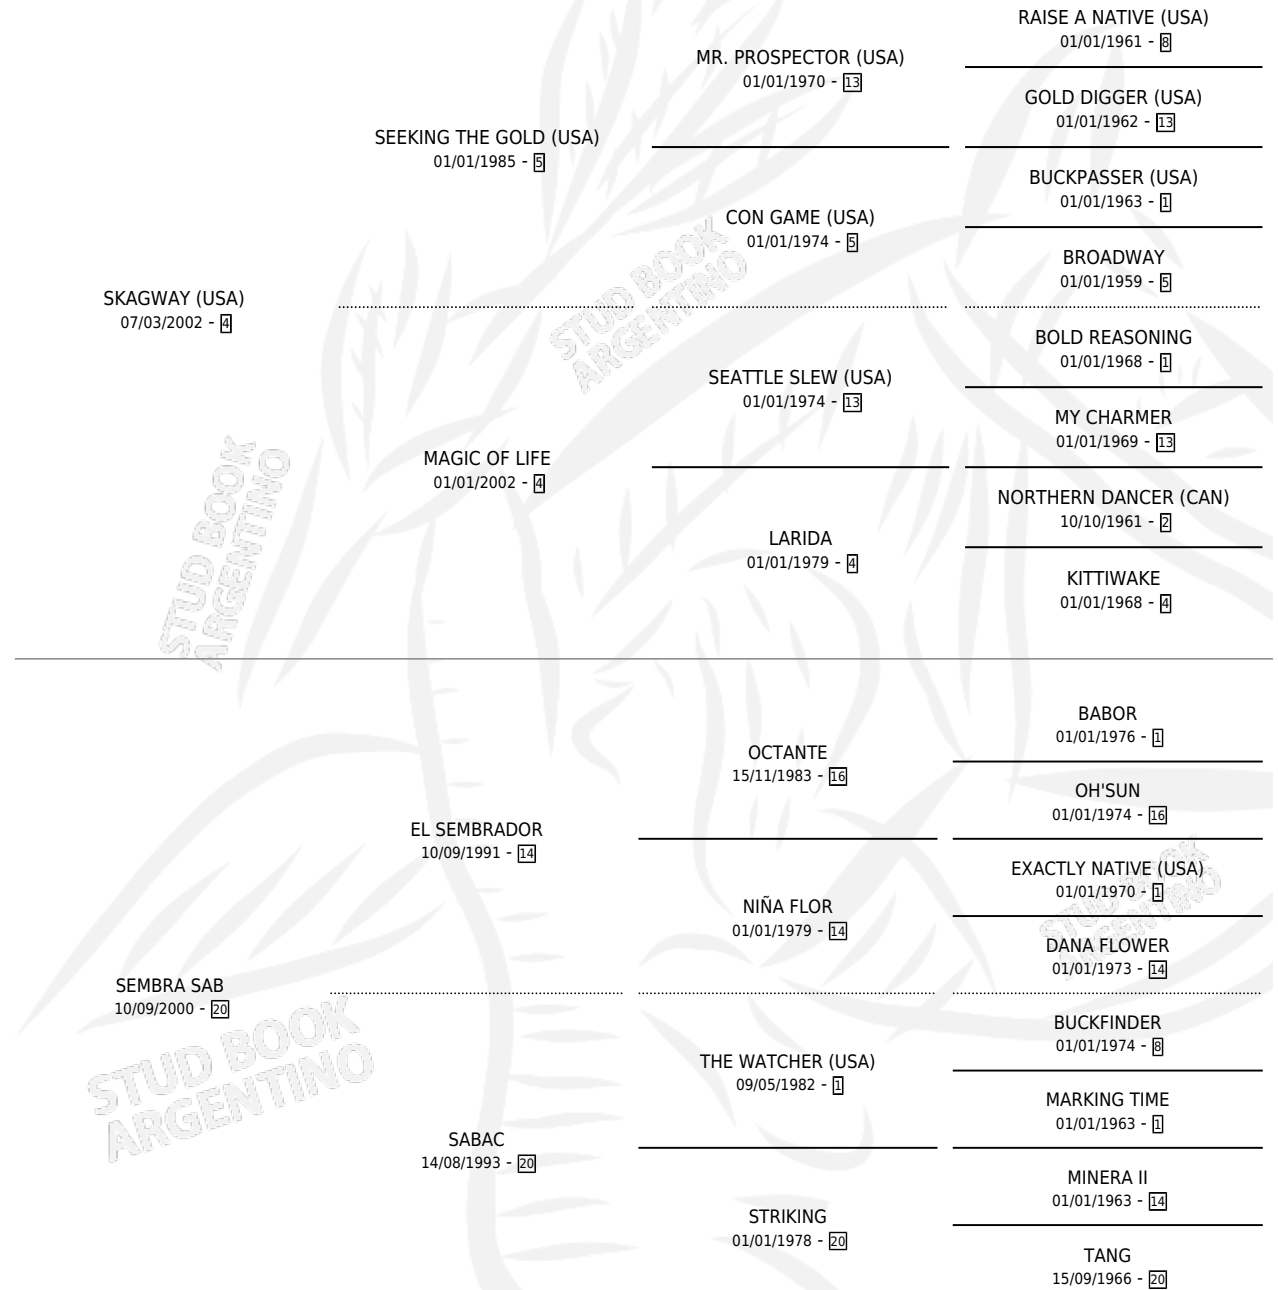 RAISE A NATIVE (USA)
01/01/1961 - 8
MR. PROSPECTOR (USA)
01/01/1970 - 13
GOLD DIGGER (USA)
01/01/1962 - 13
SEEKING THE GOLD (USA)
01/01/1985 - 5
BUCKPASSER (USA)
01/01/1963 - 1
CON GAME (USA)
01/01/1974 - 5
BROADWAY
01/01/1959 - 5
SKAGWAY (USA)
07/03/2002 - 4
BOLD REASONING
01/01/1968 - 1
SEATTLE SLEW (USA)
01/01/1974 - 13
MY CHARMER
01/01/1969 - 13
MAGIC OF LIFE
01/01/2002 - 4
NORTHERN DANCER (CAN)
10/10/1961 - 2
LARIDA
01/01/1979 - 4
KITTIWAKE
01/01/1968 - 4
BABOR
01/01/1976 - 1
OCTANTE
15/11/1983 - 16
OH'SUN
01/01/1974 - 16
EL SEMBRADOR
10/09/1991 - 14
EXACTLY NATIVE (USA)
01/01/1970 - 1
NIÑA FLOR
01/01/1979 - 14
DANA FLOWER
01/01/1973 - 14
SEMBRA SAB
10/09/2000 - 20
BUCKFINDER
01/01/1974 - 8
THE WATCHER (USA)
09/05/1982 - 1
MARKING TIME
01/01/1963 - 1
SABAC
14/08/1993 - 20
MINERA II
01/01/1963 - 14
STRIKING
01/01/1978 - 20
TANG
15/09/1966 - 20
STUD BOOK
ARGENTINO
STUD BOOK
ARGENTINO
STUD BOOK
ARGENTINO
STUD BOOK
ARGENTINO